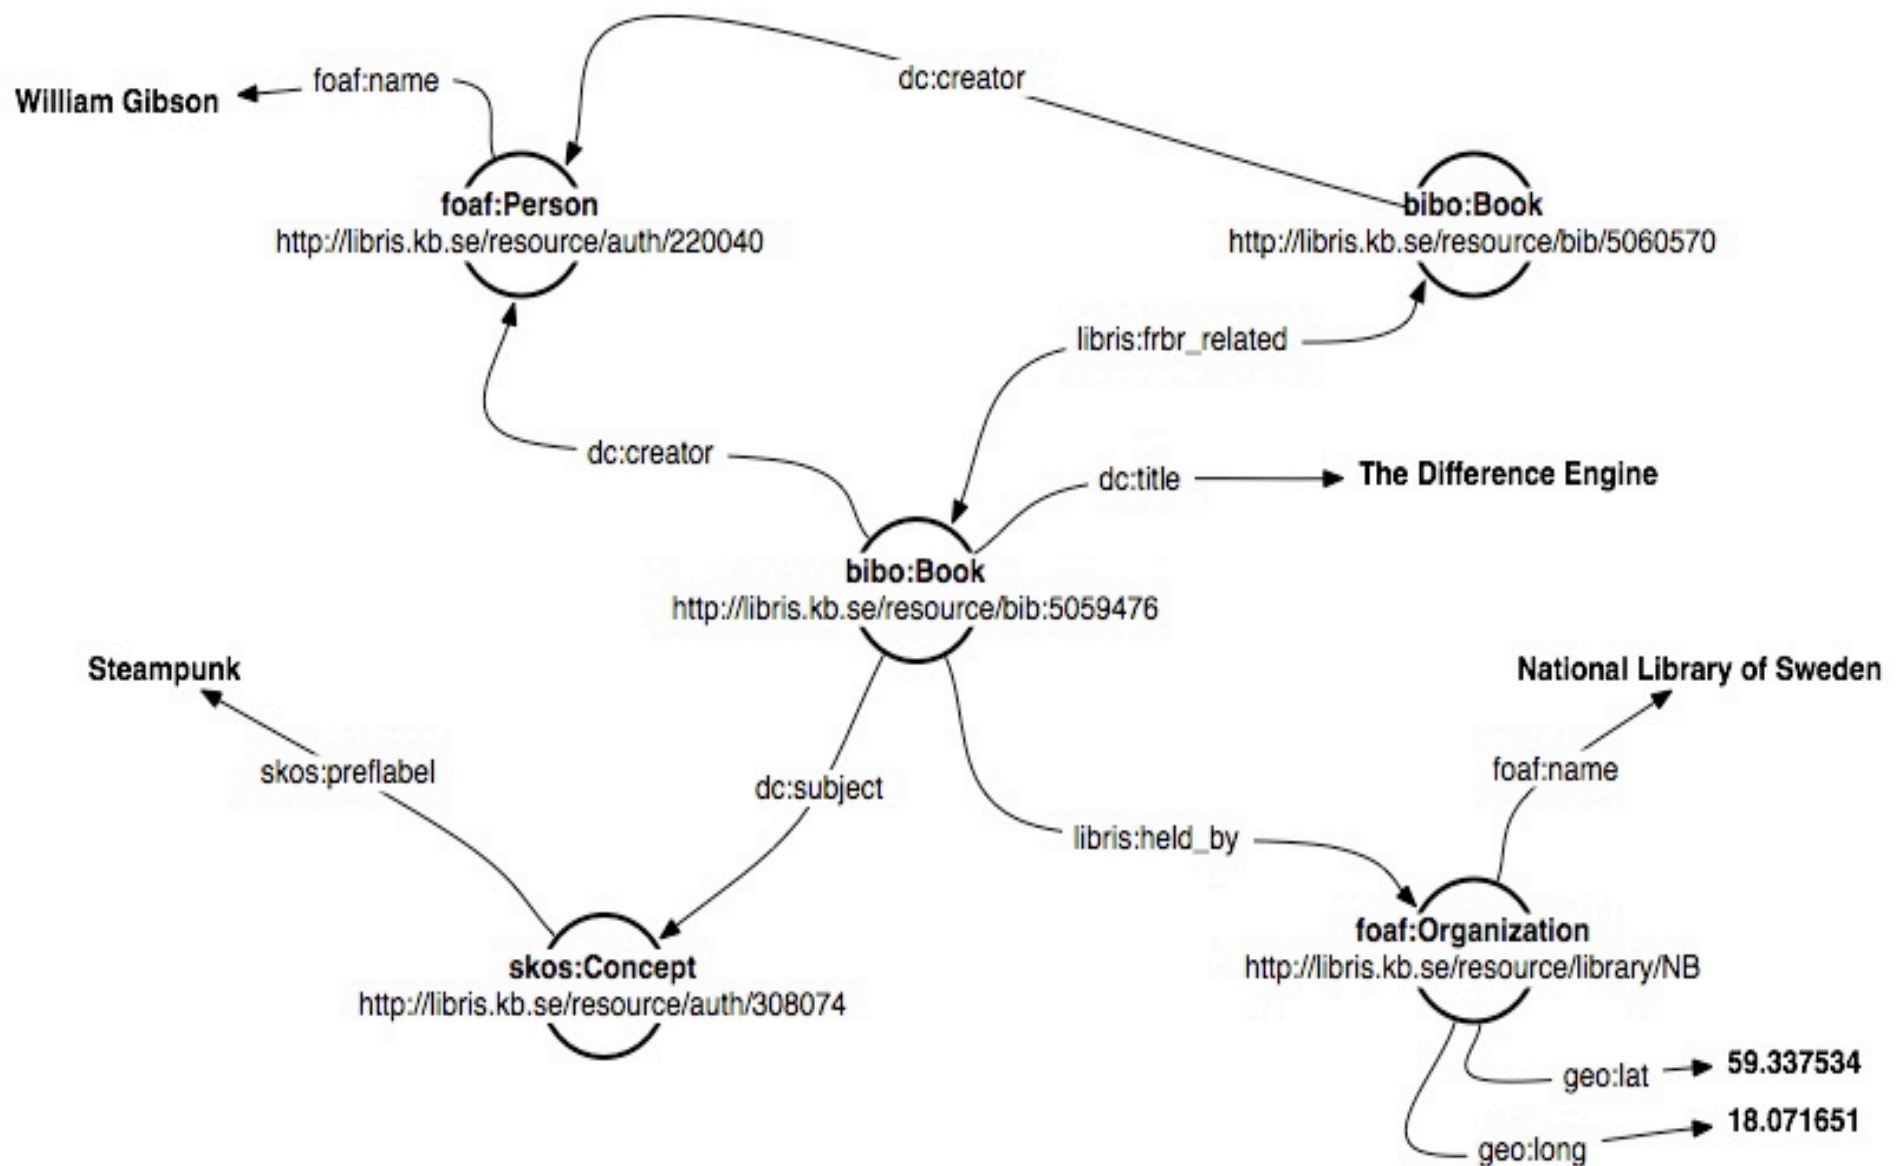 dc:creator
foaf:name
William Gibson
foaf:Person
http://libris.kb.se/resource/auth/220040
bibo:Book
http://libris.kb.se/resource/bib/5060570
libris:frbr_related
dc:creator
dc:title
The Difference Engine
bibo:Book
http://libris.kb.se/resource/bib:5059476
Steampunk
National Library of Sweden
skos:preflabel
dc:subject
foaf:name
libris:held_by
foaf:Organization
http://libris.kb.se/resource/library/NB
skos:Concept
http://libris.kb.se/resource/auth/308074
geo:lat
59.337534
geo:long
18.071651